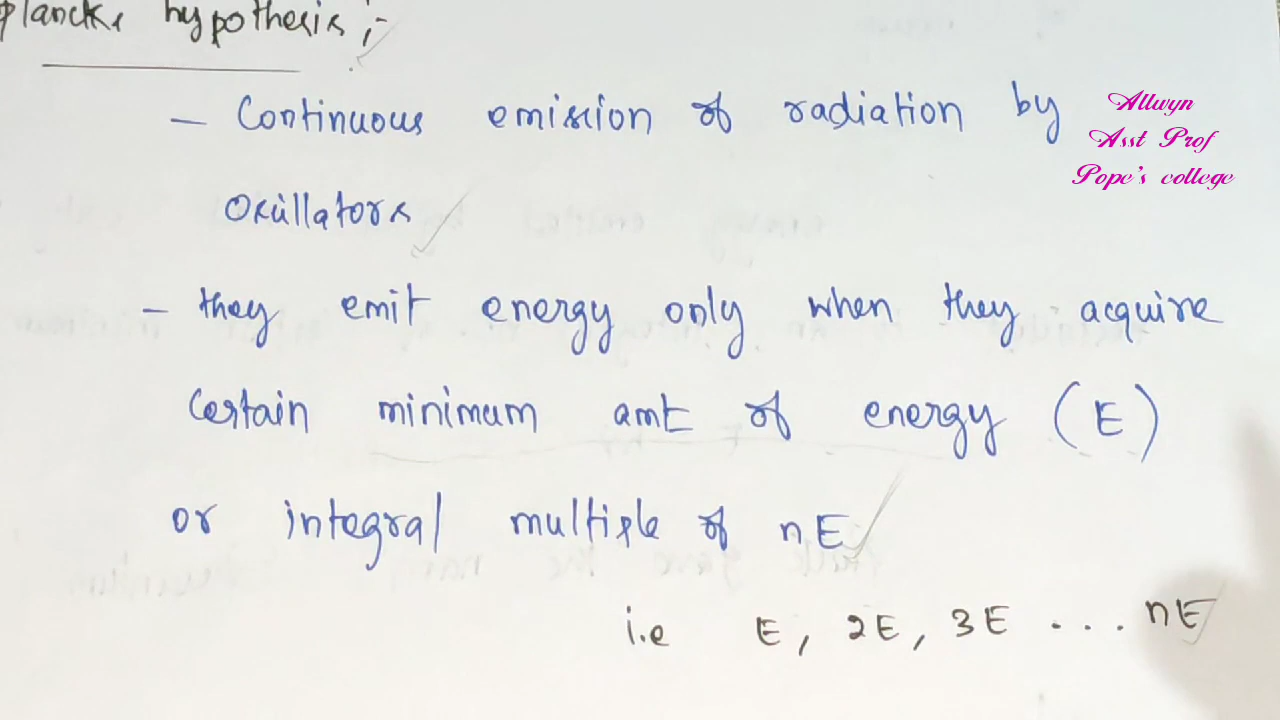 plancks hypothesis ;-
- Continuous emission of radiation by
oscillators
- they emit energy only when they acquire
certain minimum amt of energy (E)
or integral multiple of nE
i.e E, 2E, 3E ... nE
Allwyn
Asst Prof
Pope's college